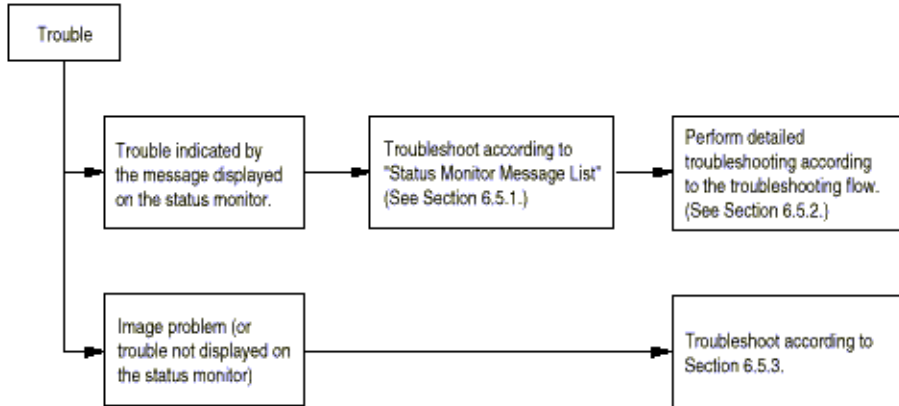 Trouble
Trouble indicated by
the message displayed
on the status monitor.
Troubleshoot according to
"Status Monitor Message List"
(See Section 6.5.1.)
Perform detailed
troubleshooting according
to the troubleshooting flow.
(See Section 6.5.2.)
Image problem (or
trouble not displayed on
the status monitor)
Troubleshoot according to
Section 6.5.3.